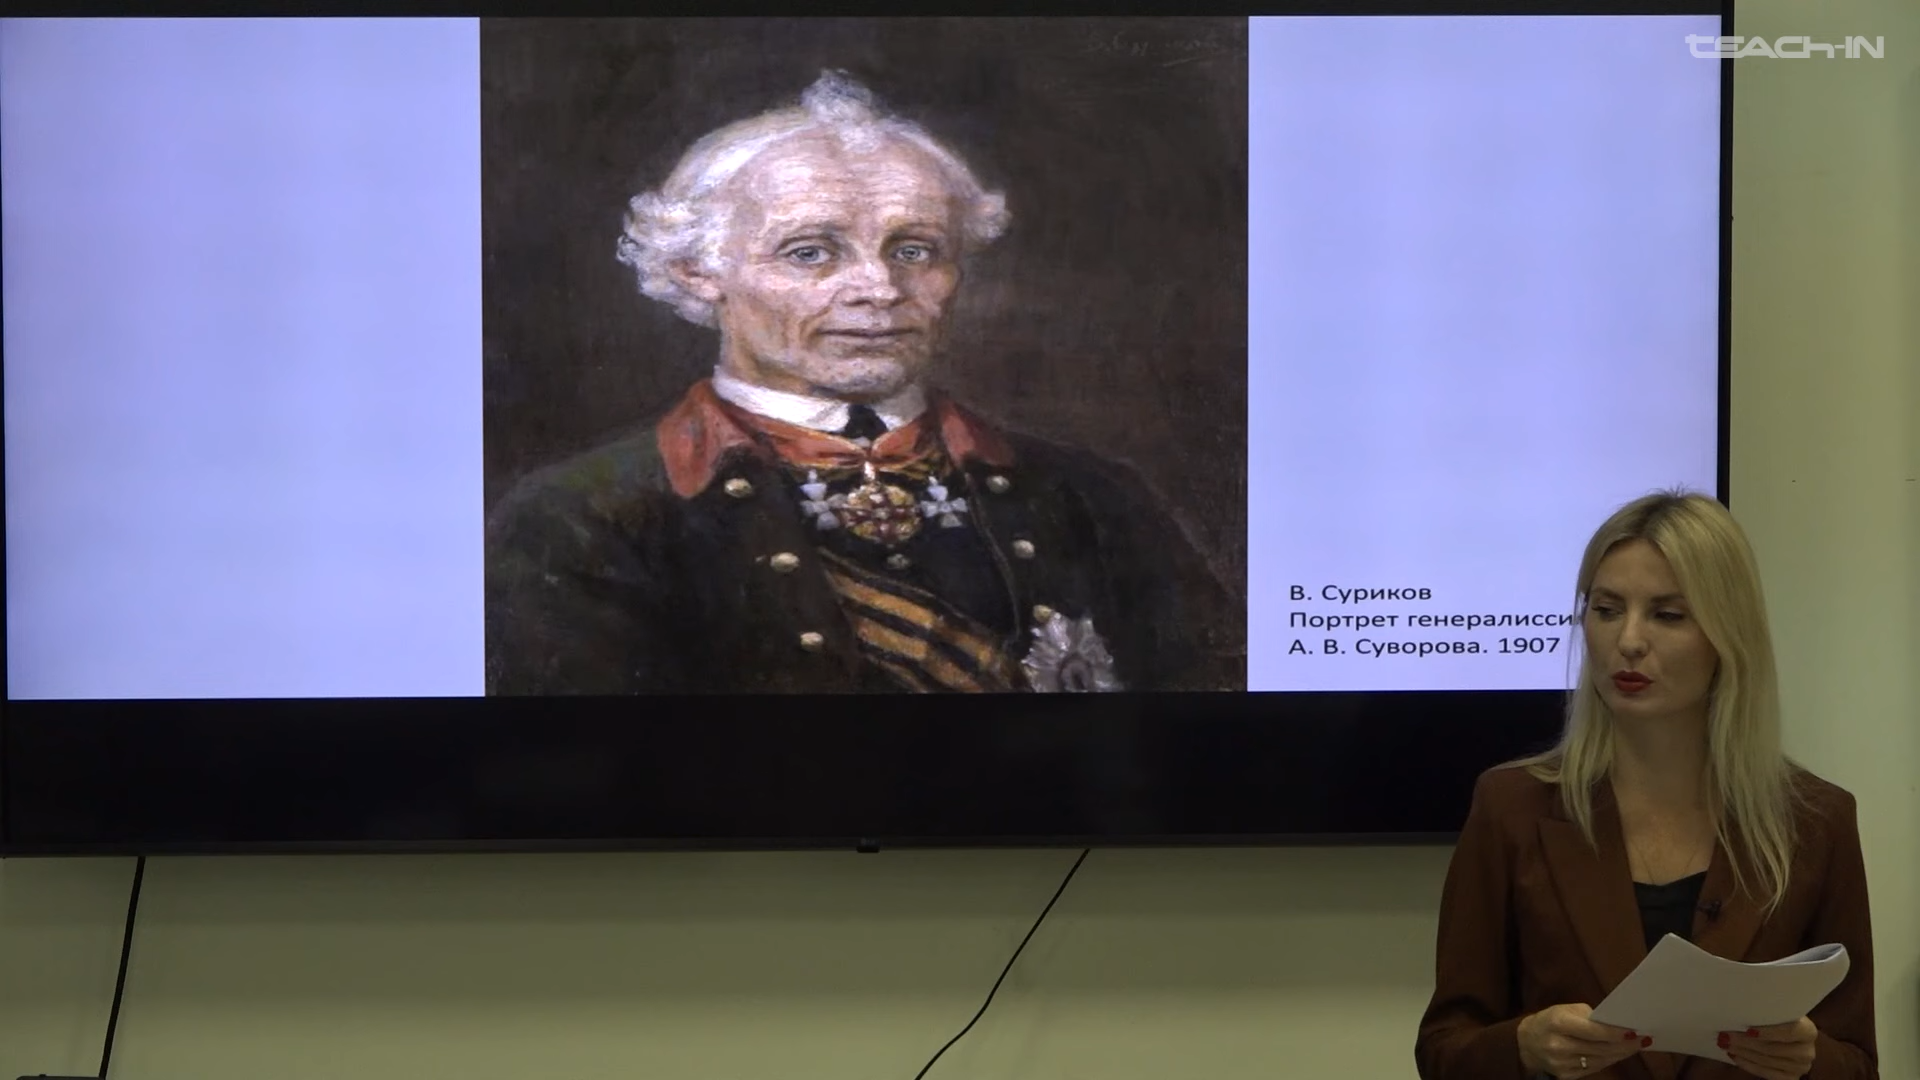 TEACH-IN
В. Суриков
Портрет генералисси
А. В. Суворова. 1907